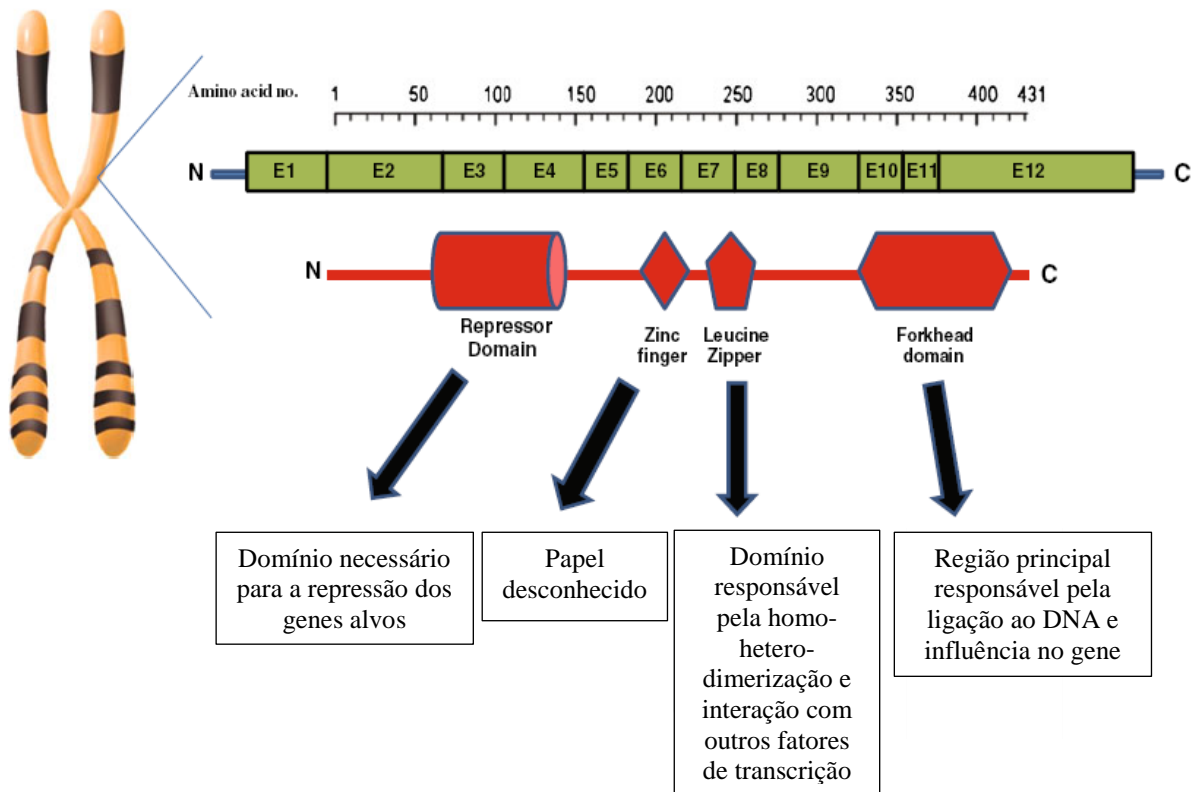 Amino acid no.
1 50 100 150 200 250 300 350 400 431
N E1 E2 E3 E4 E5 E6 E7 E8 E9 E10 E11 E12 C
N C
Repressor
Domain
Zinc
finger
Leucine
Zipper
Forkhead
domain
Domínio necessário
para a repressão dos
genes alvos
Papel
desconhecido
Domínio
responsável
pela homo-
hetero-
dimerização e
interação com
outros fatores
de transcrição
Região principal
responsável pela
ligação ao DNA e
influência no gene